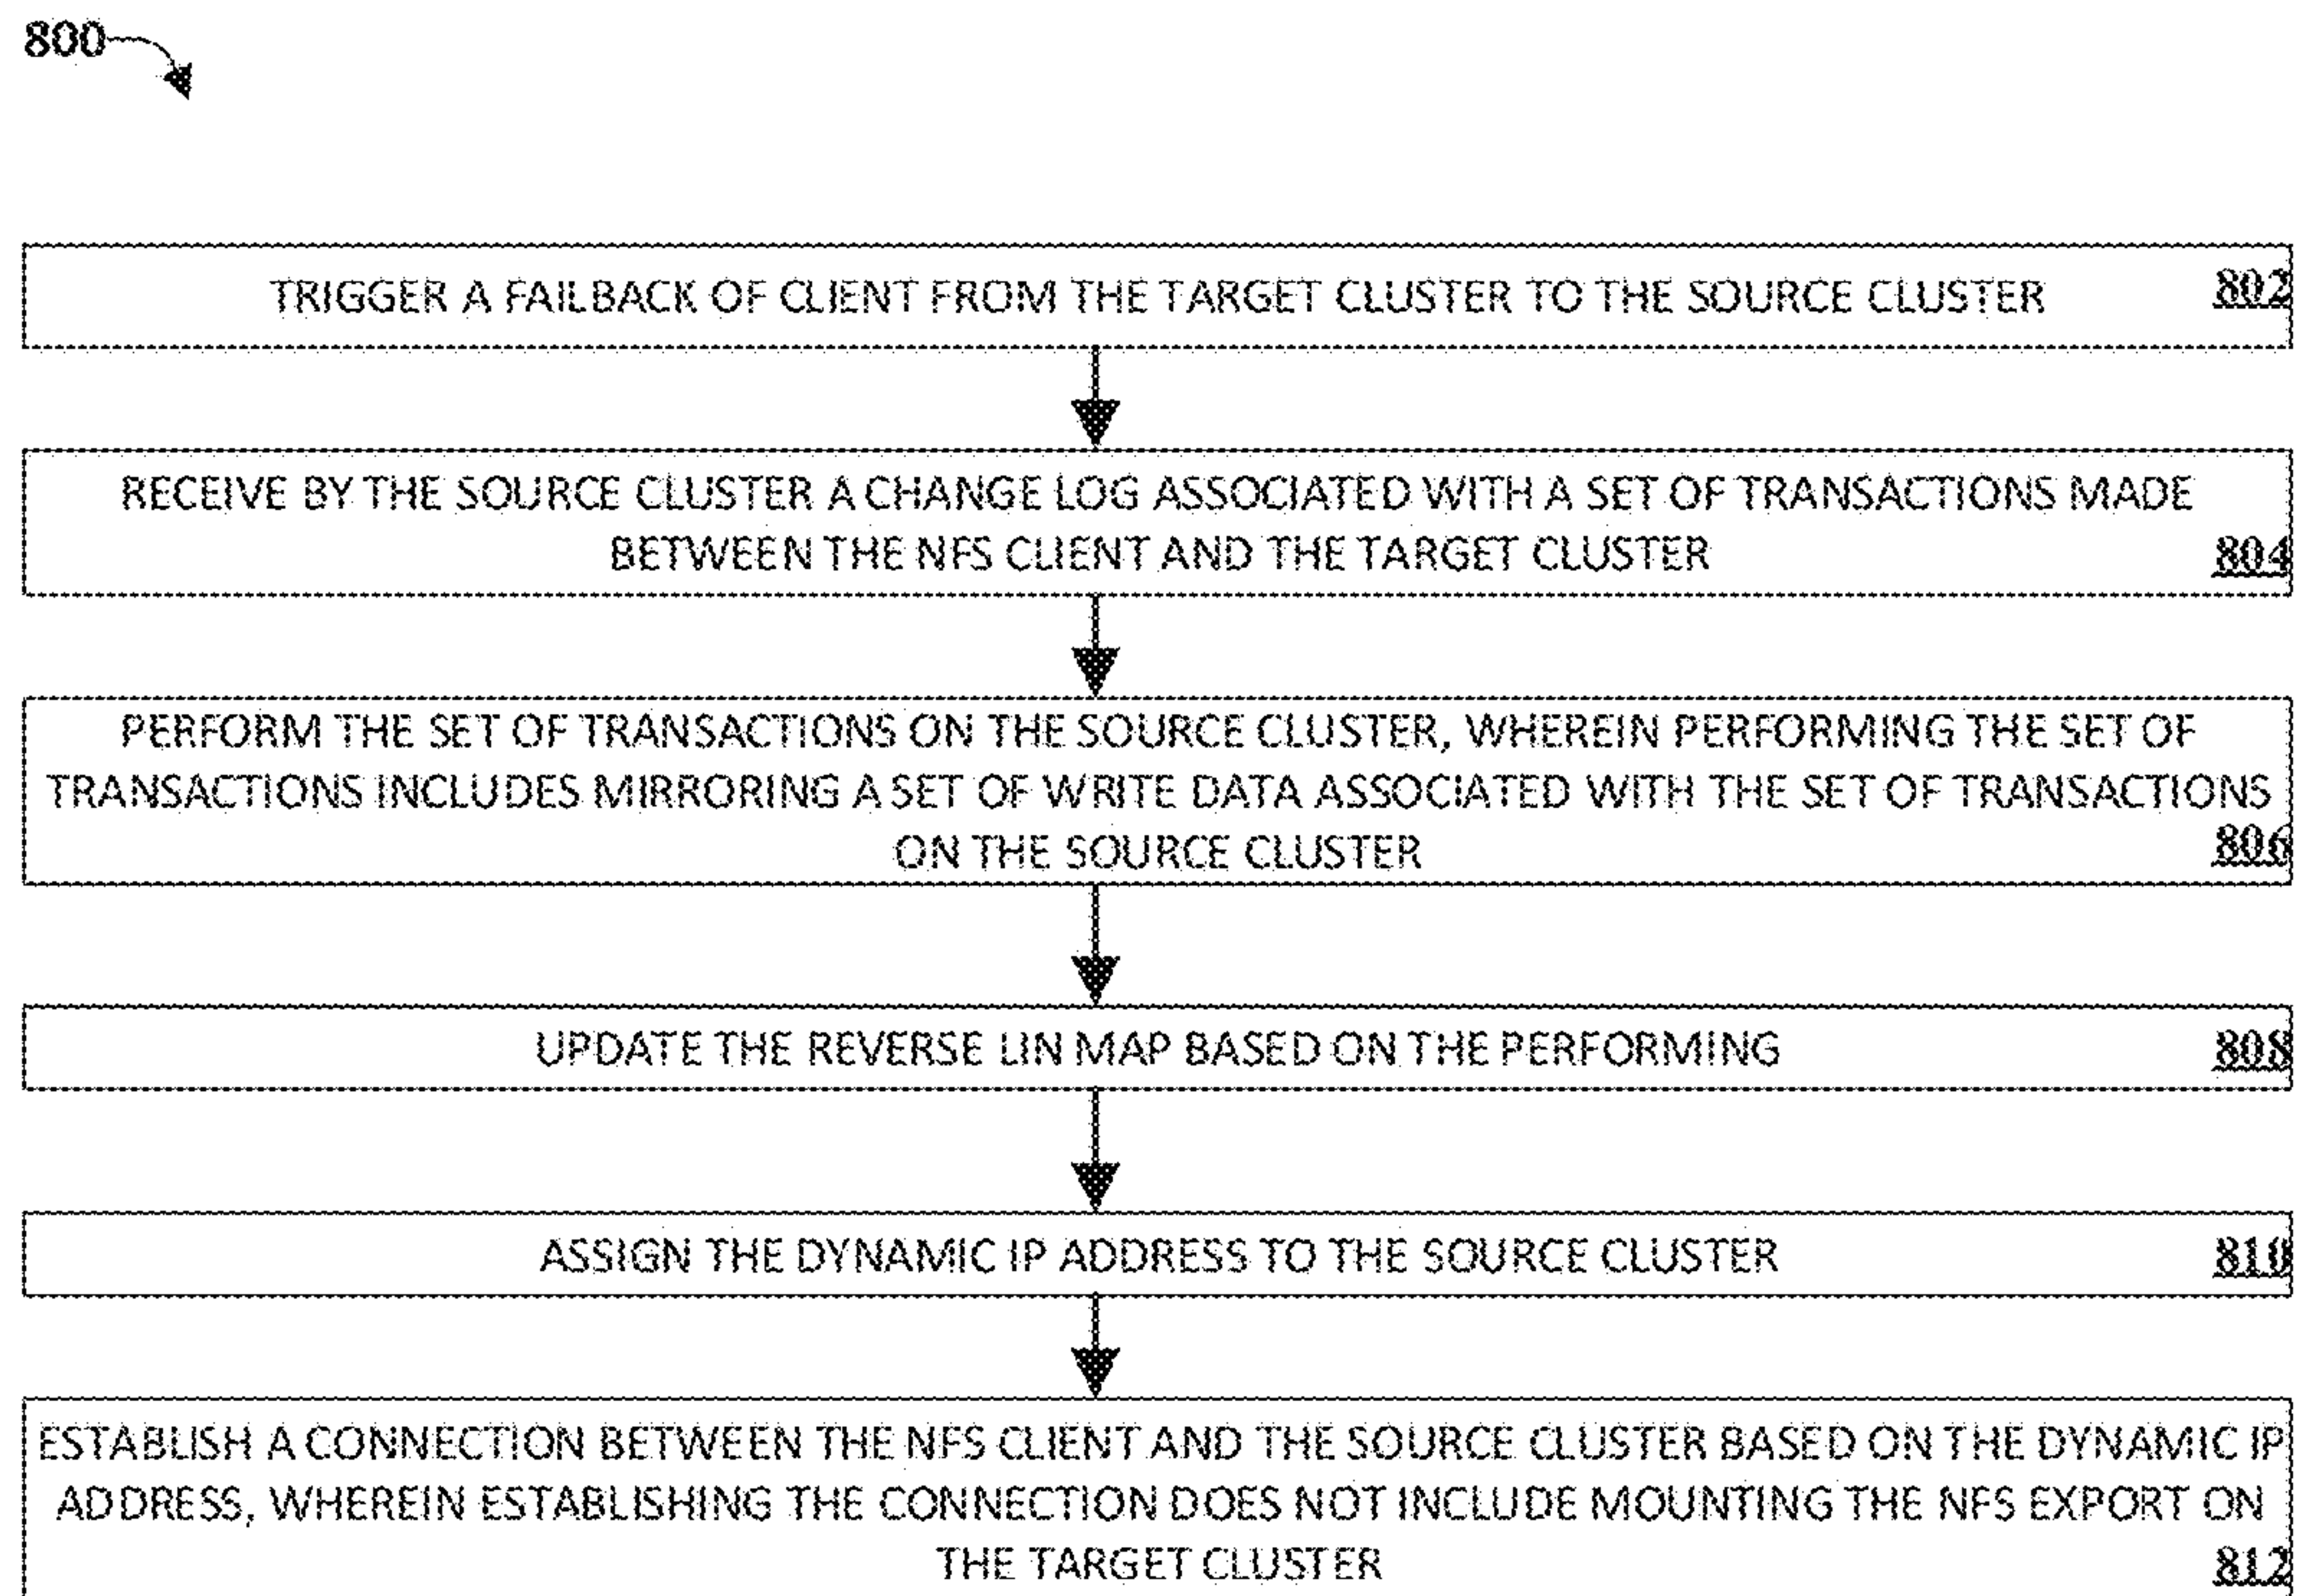 800
TRIGGER A FAILBACK OF CLIENT FROM THE TARGET CLUSTER TO THE SOURCE CLUSTER 802
RECEIVE BY THE SOURCE CLUSTER A CHANGE LOG ASSOCIATED WITH A SET OF TRANSACTIONS MADE
BETWEEN THE NFS CLIENT AND THE TARGET CLUSTER 804
PERFORM THE SET OF TRANSACTIONS ON THE SOURCE CLUSTER, WHEREIN PERFORMING THE SET OF
TRANSACTIONS INCLUDES MIRRORING A SET OF WRITE DATA ASSOCIATED WITH THE SET OF TRANSACTIONS
ON THE SOURCE CLUSTER 806
UPDATE THE REVERSE LIN MAP BASED ON THE PERFORMING 808
ASSIGN THE DYNAMIC IP ADDRESS TO THE SOURCE CLUSTER 810
ESTABLISH A CONNECTION BETWEEN THE NFS CLIENT AND THE SOURCE CLUSTER BASED ON THE DYNAMIC IP
ADDRESS, WHEREIN ESTABLISHING THE CONNECTION DOES NOT INCLUDE MOUNTING THE NFS EXPORT ON
THE TARGET CLUSTER 812